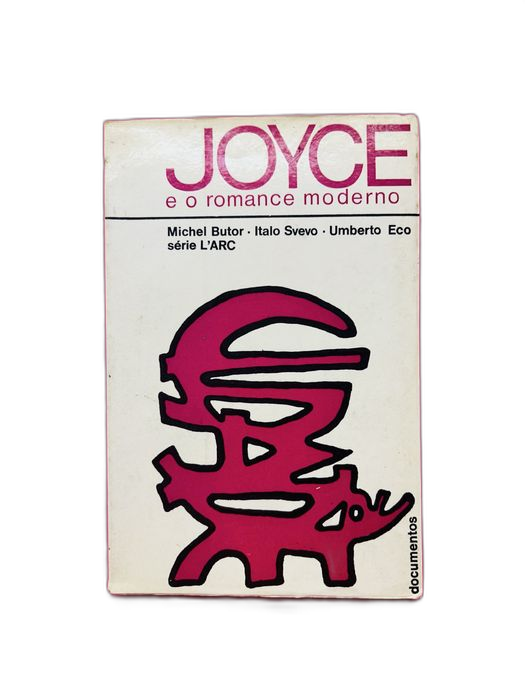 JOYCE
e o romance moderno
Michel Butor · Italo Svevo · Umberto Eco
série L'ARC
documentos